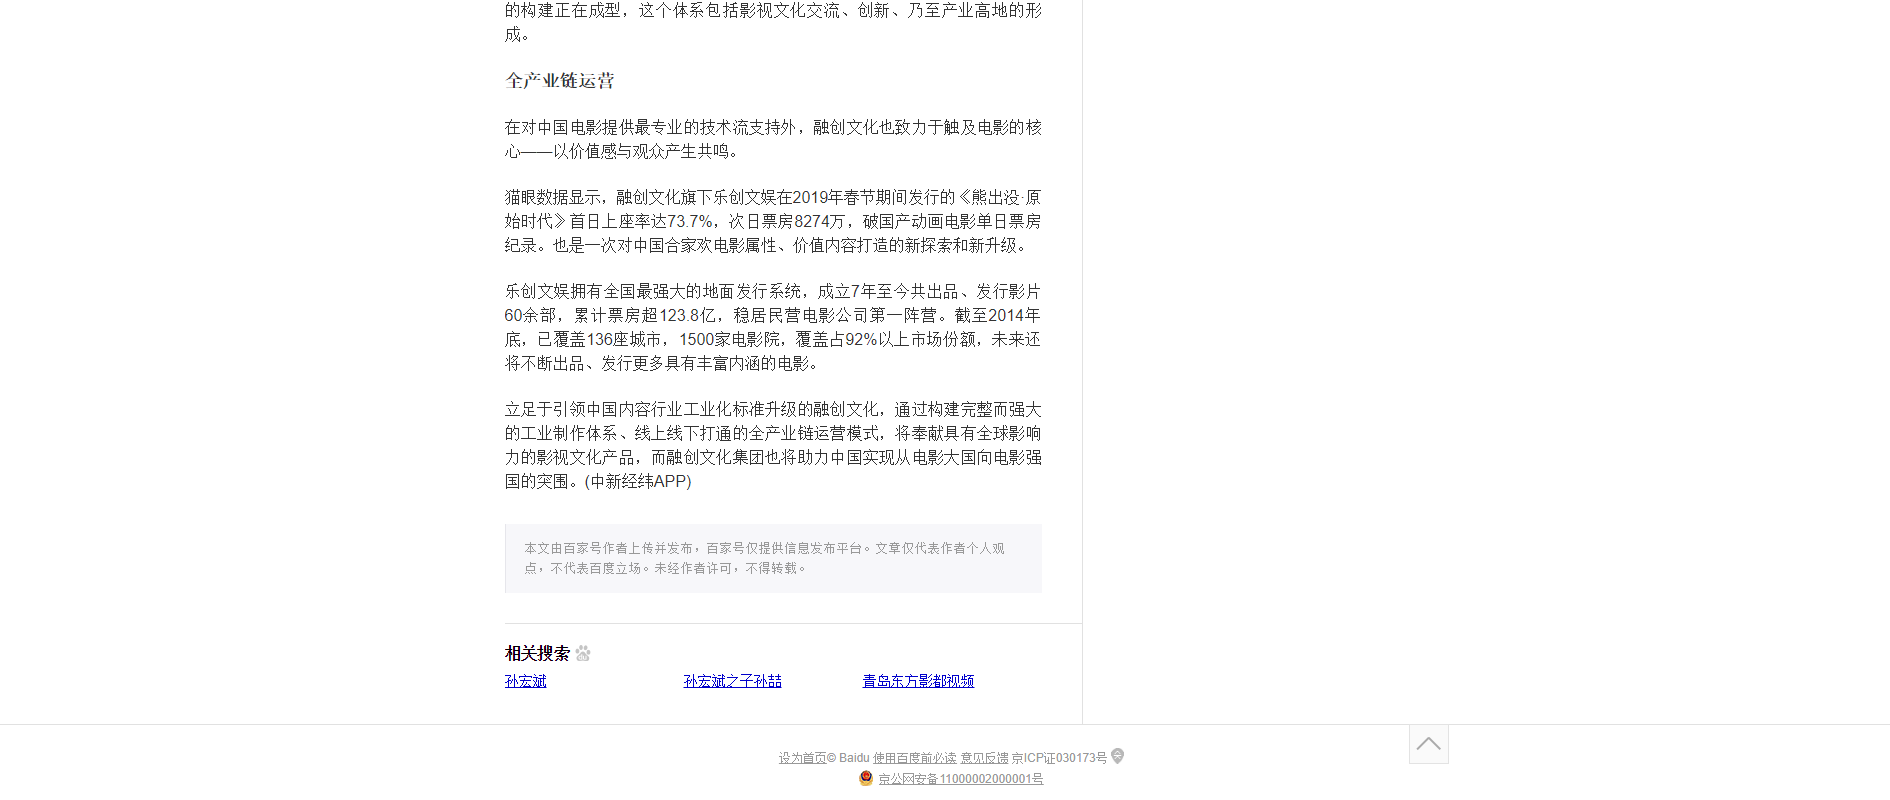 的构建正在成型，这个体系包括影视文化交流、创新、乃至产业高地的形
成。
全产业链运营
在对中国电影提供最专业的技术流支持外，融创文化也致力于触及电影的核
心——以价值感与观众产生共鸣。
猫眼数据显示，融创文化旗下乐创文娱在2019年春节期间发行的《熊出没·原
始时代》首日上座率达73.7%，次日票房8274万，破国产动画电影单日票房
纪录。也是一次对中国合家欢电影属性、价值内容打造的新探索和新升级。
乐创文娱拥有全国最强大的地面发行系统，成立7年至今共出品、发行影片
60余部，累计票房超123.8亿，稳居民营电影公司第一阵营。截至2014年
底，已覆盖136座城市，1500家电影院，覆盖占92%以上市场份额，未来还
将不断出品、发行更多具有丰富内涵的电影。
立足于引领中国内容行业工业化标准升级的融创文化，通过构建完整而强大
的工业制作体系、线上线下打通的全产业链运营模式，将奉献具有全球影响
力的影视文化产品，而融创文化集团也将助力中国实现从电影大国向电影强
国的突围。(中新经纬APP)
本文由百家号作者上传并发布，百家号仅提供信息发布平台。文章仅代表作者个人观
点，不代表百度立场。未经作者许可，不得转载。
相关搜索
孙宏斌 孙宏斌之子孙喆 青岛东方影都视频
设为首页© Baidu 使用百度前必读 意见反馈 京ICP证030173号
京公网安备11000002000001号